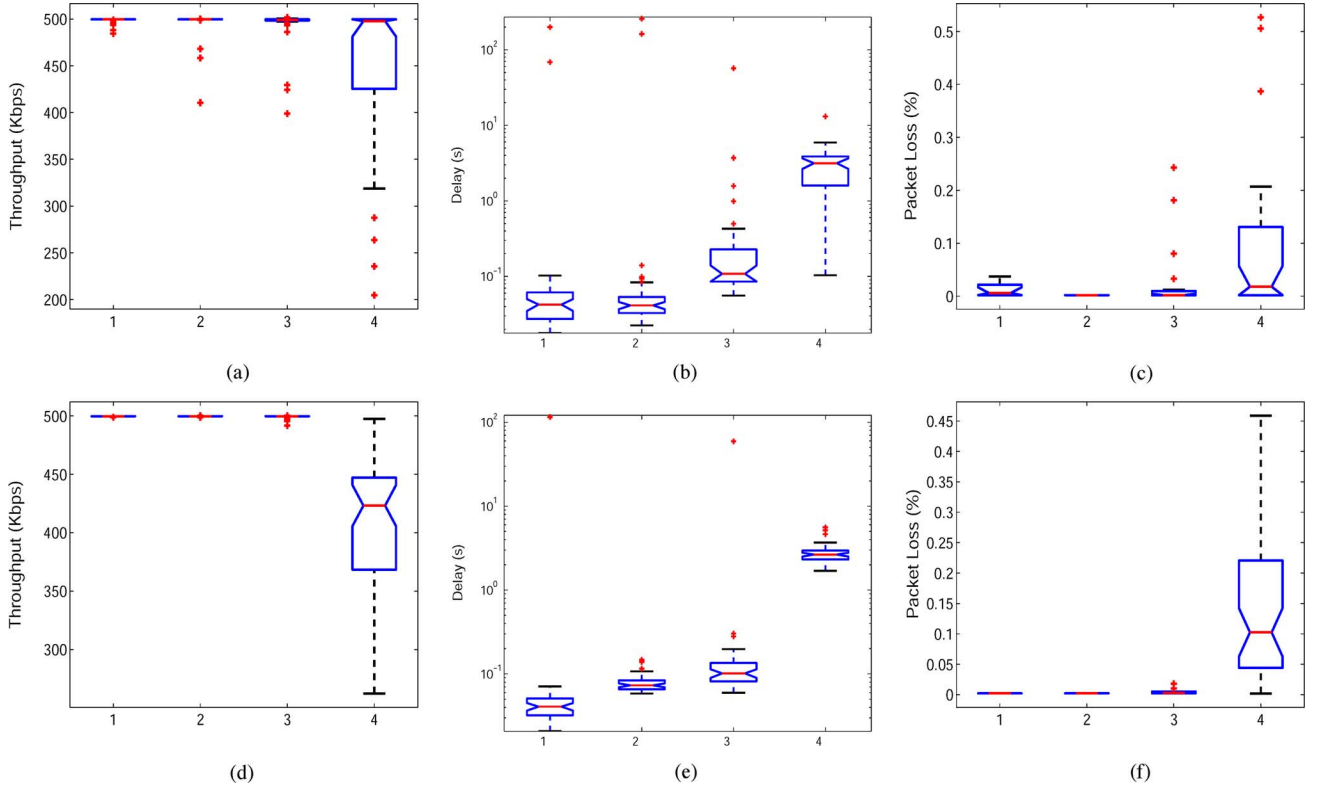 500
450
400
350
300
250
200
Throughput (Kbps)
1 2 3 4
(a)
10^2
10^1
10^0
10^-1
Delay (s)
1 2 3 4
(b)
0.5
0.4
0.3
0.2
0.1
0
Packet Loss (%)
1 2 3 4
(c)
500
450
400
350
300
Throughput (Kbps)
1 2 3 4
(d)
10^2
10^1
10^0
10^-1
Delay (s)
1 2 3 4
(e)
0.45
0.4
0.35
0.3
0.25
0.2
0.15
0.1
0.05
0
Packet Loss (%)
1 2 3 4
(f)